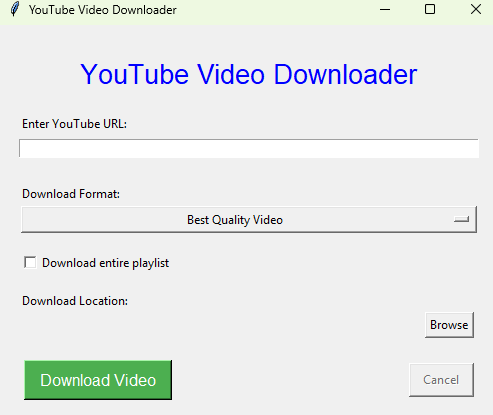 YouTube Video Downloader
YouTube Video Downloader
Enter YouTube URL:
Download Format:
Best Quality Video
Download entire playlist
Download Location:
Browse
Download Video
Cancel